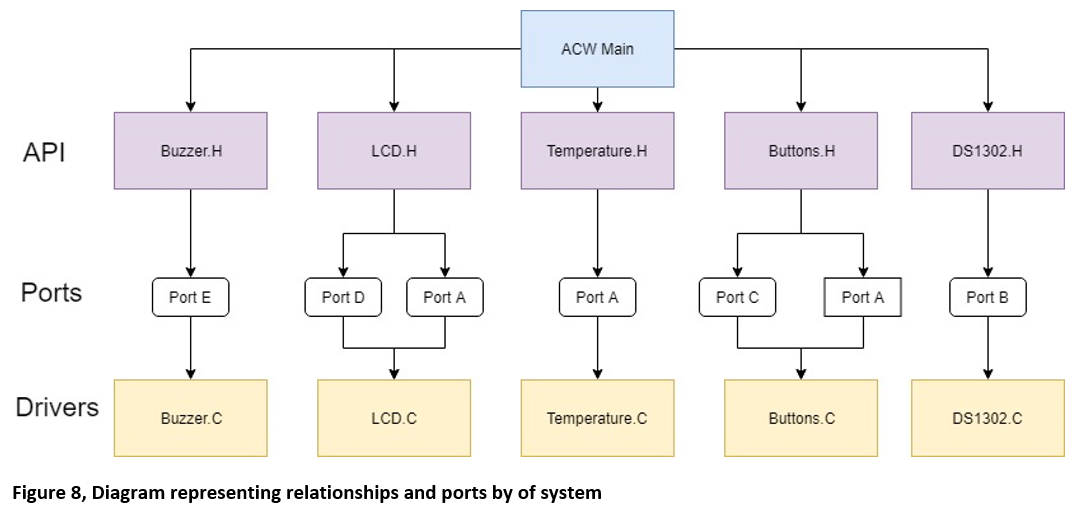 ACW Main
API
Buzzer.H
LCD.H
Temperature.H
Buttons.H
DS1302.H
Ports
Port E
Port D
Port A
Port A
Port C
Port A
Port B
Drivers
Buzzer.C
LCD.C
Temperature.C
Buttons.C
DS1302.C
Figure 8, Diagram representing relationships and ports by of system